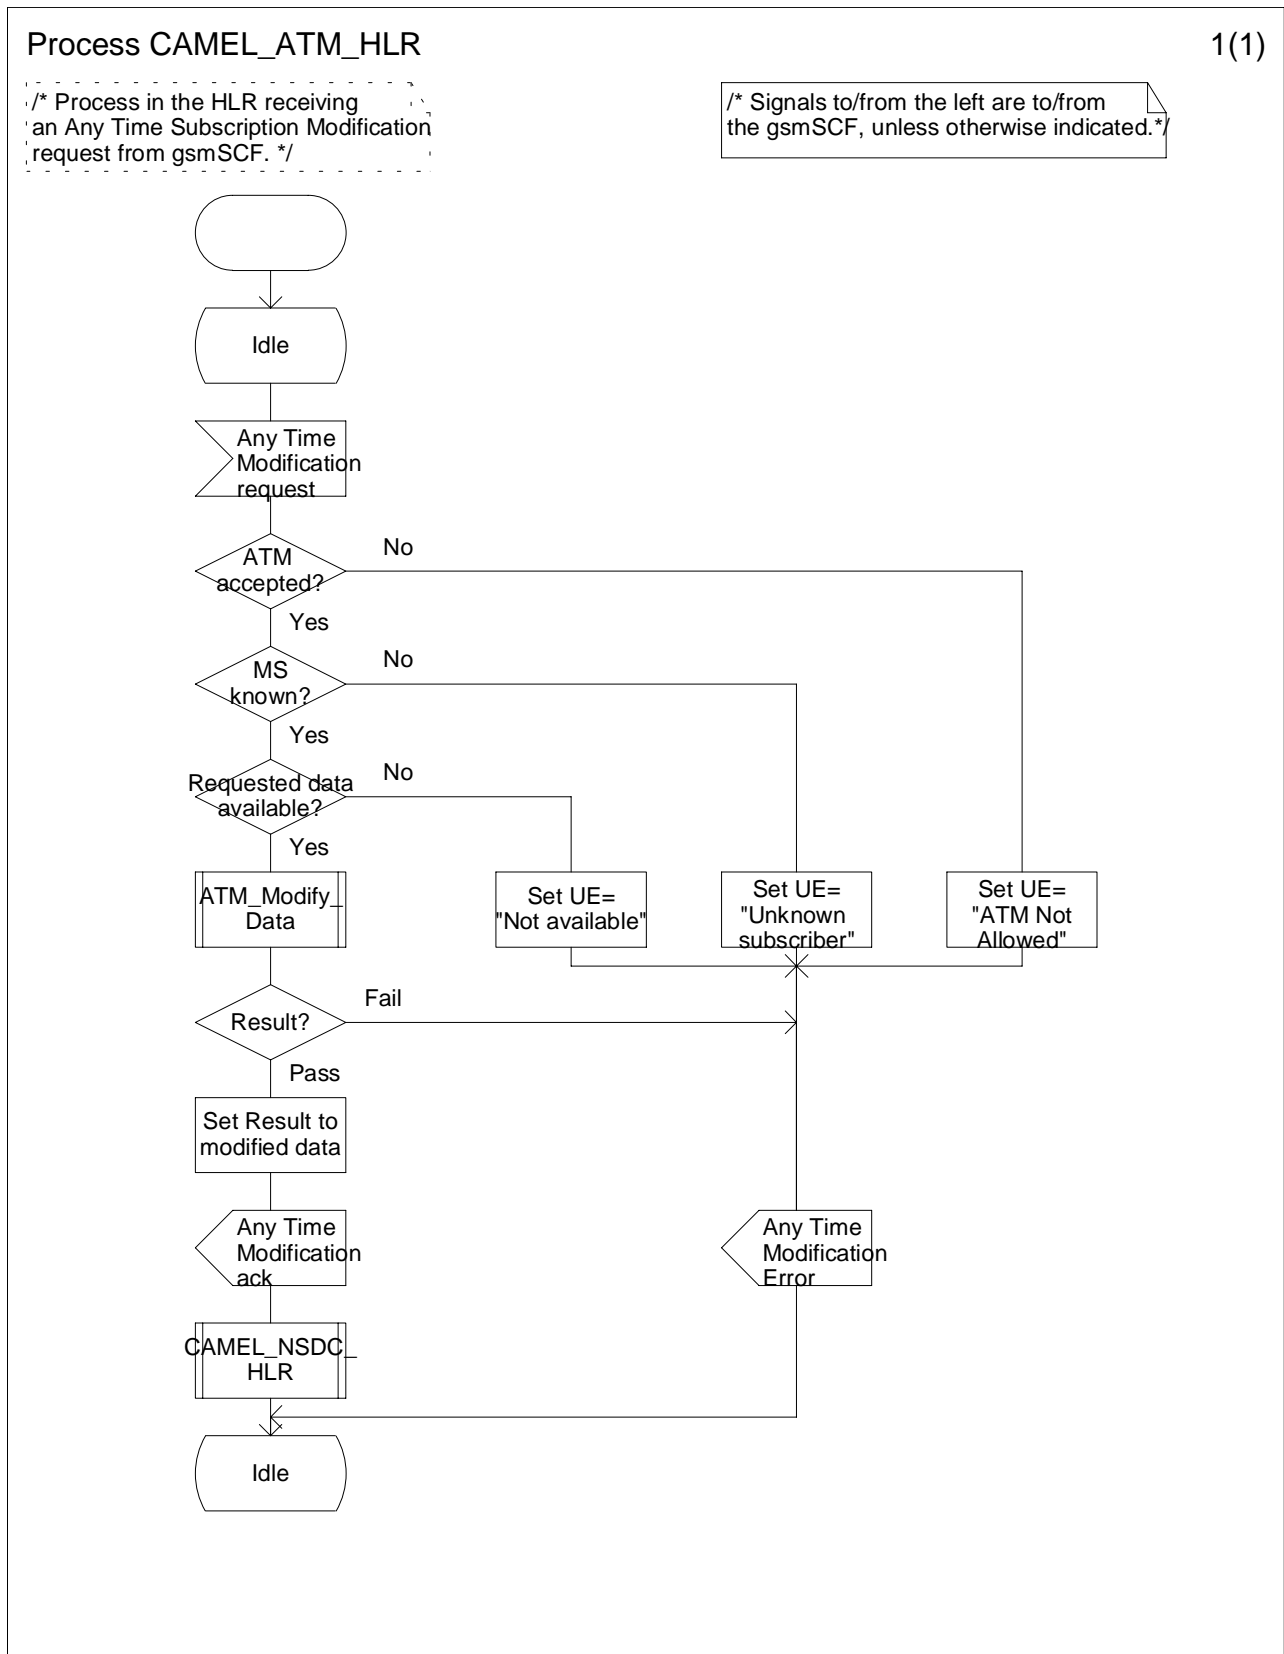 Process CAMEL_ATM_HLR
1(1)
/* Process in the HLR receiving
an Any Time Subscription Modification
request from gsmSCF. */
/* Signals to/from the left are to/from
the gsmSCF, unless otherwise indicated.*/
Idle
Any Time
Modification
request
ATM
accepted?
No
Yes
MS
known?
No
Yes
Requested data
available?
No
Yes
ATM_Modify_
Data
Set UE=
"Not available"
Set UE=
"Unknown
subscriber"
Set UE=
"ATM Not
Allowed"
Result?
Fail
Pass
Set Result to
modified data
Any Time
Modification
ack
Any Time
Modification
Error
CAMEL_NSDC_
HLR
Idle